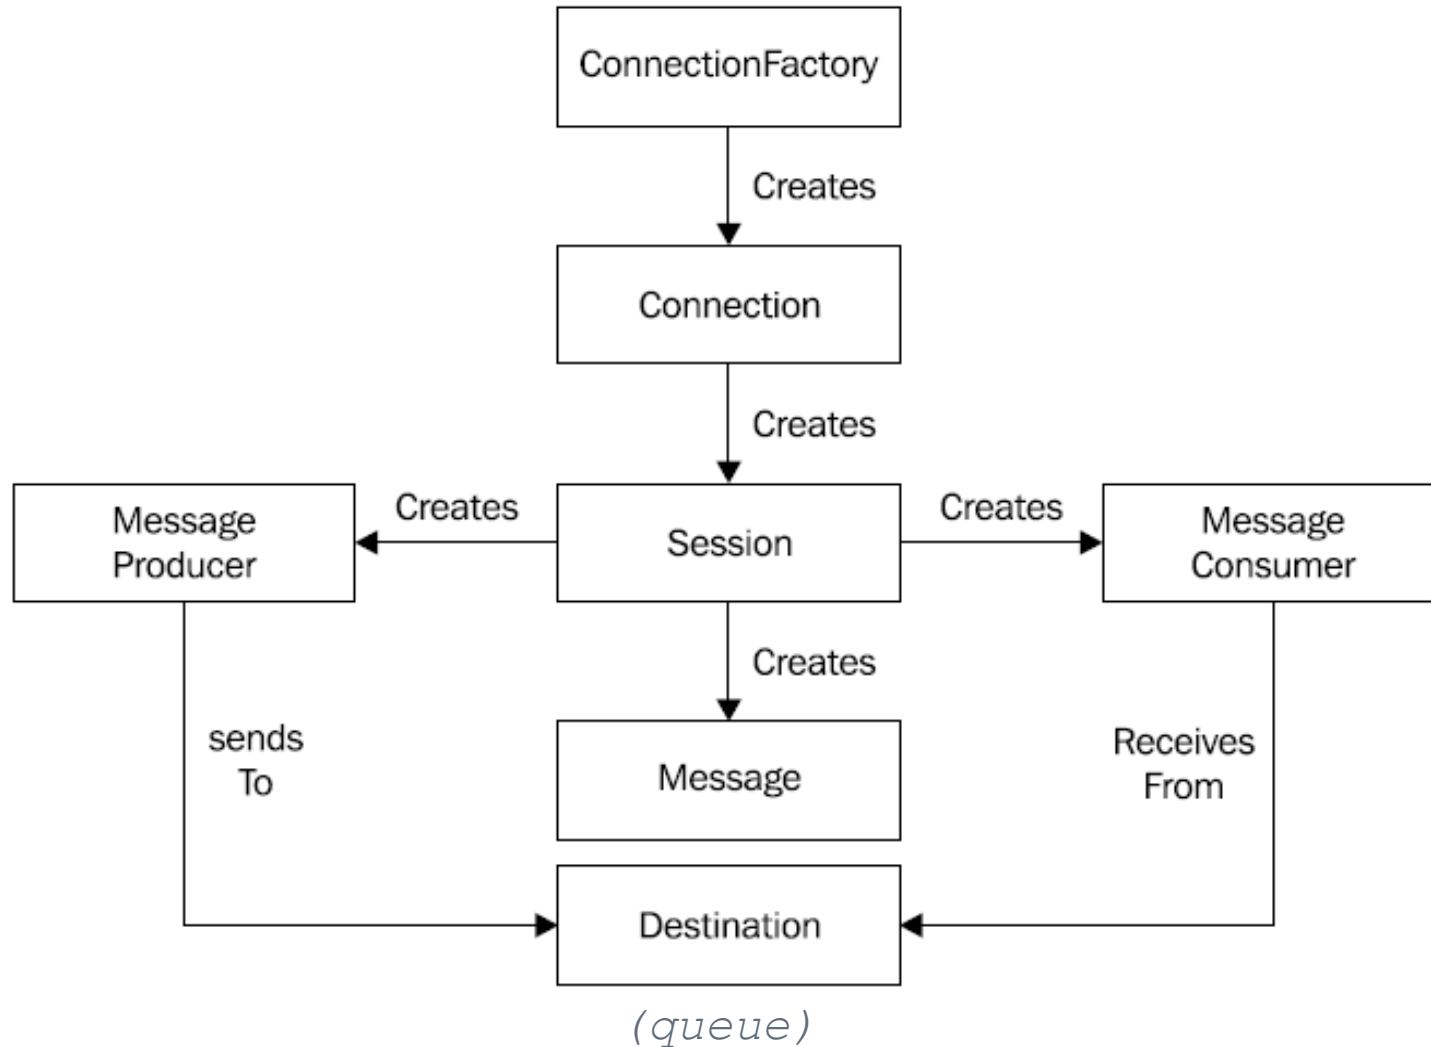 ConnectionFactory
Creates
Connection
Creates
Message
Producer
Creates
Session
Creates
Message
Consumer
Creates
sends
To
Message
Receives
From
Destination
(queue)